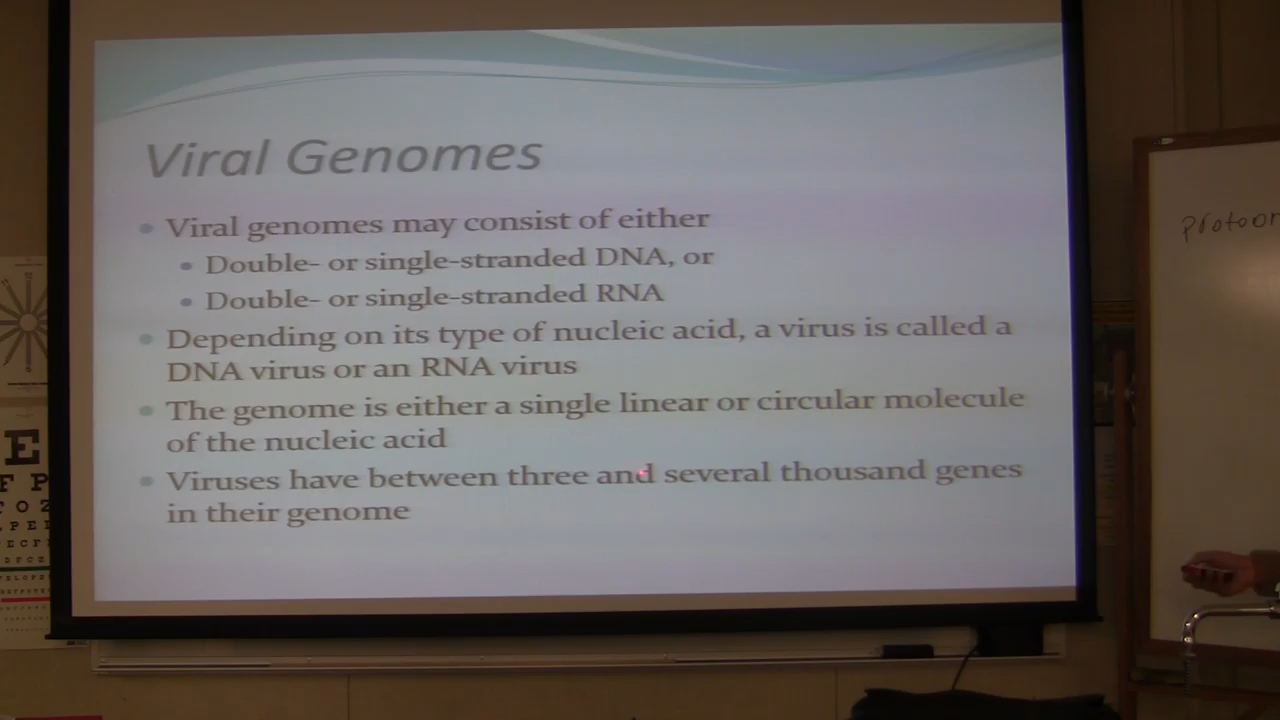 Viral Genomes
Viral genomes may consist of either
Double- or single-stranded DNA, or
Double- or single-stranded RNA
Depending on its type of nucleic acid, a virus is called a
DNA virus or an RNA virus
The genome is either a single linear or circular molecule
of the nucleic acid
Viruses have between three and several thousand genes
in their genome
E
F P